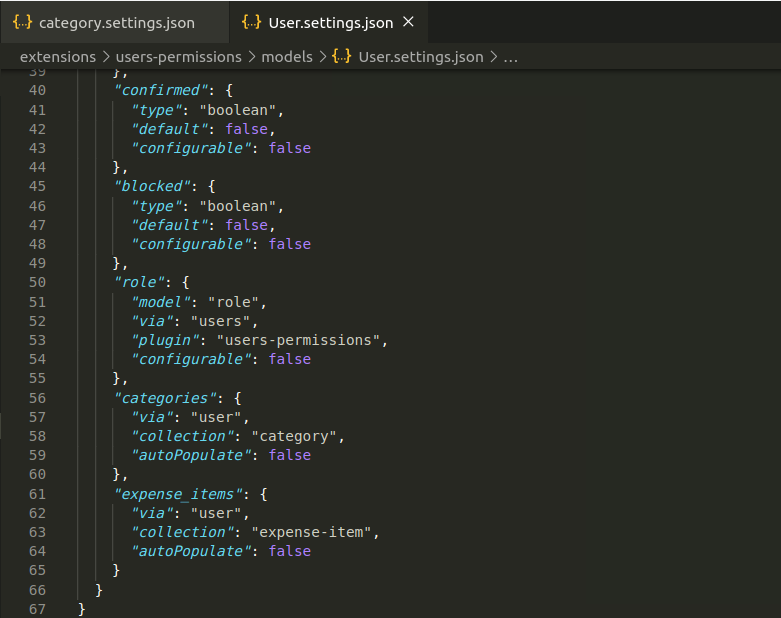 {..} category.settings.json
{..} User.settings.json ×
extensions > users-permissions > models > {..} User.settings.json > ...
39 },
40 "confirmed": {
41 "type": "boolean",
42 "default": false,
43 "configurable": false
44 },
45 "blocked": {
46 "type": "boolean",
47 "default": false,
48 "configurable": false
49 },
50 "role": {
51 "model": "role",
52 "via": "users",
53 "plugin": "users-permissions",
54 "configurable": false
55 },
56 "categories": {
57 "via": "user",
58 "collection": "category",
59 "autoPopulate": false
60 },
61 "expense_items": {
62 "via": "user",
63 "collection": "expense-item",
64 "autoPopulate": false
65 }
66 }
67 }